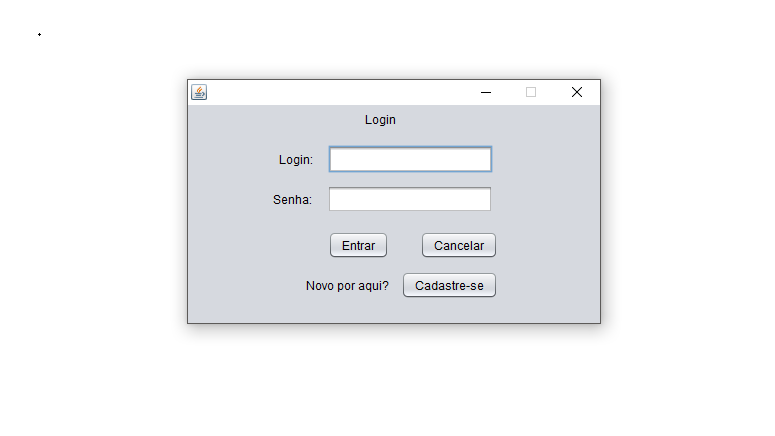 Login
Login:
Senha:
Entrar Cancelar
Novo por aqui? Cadastre-se